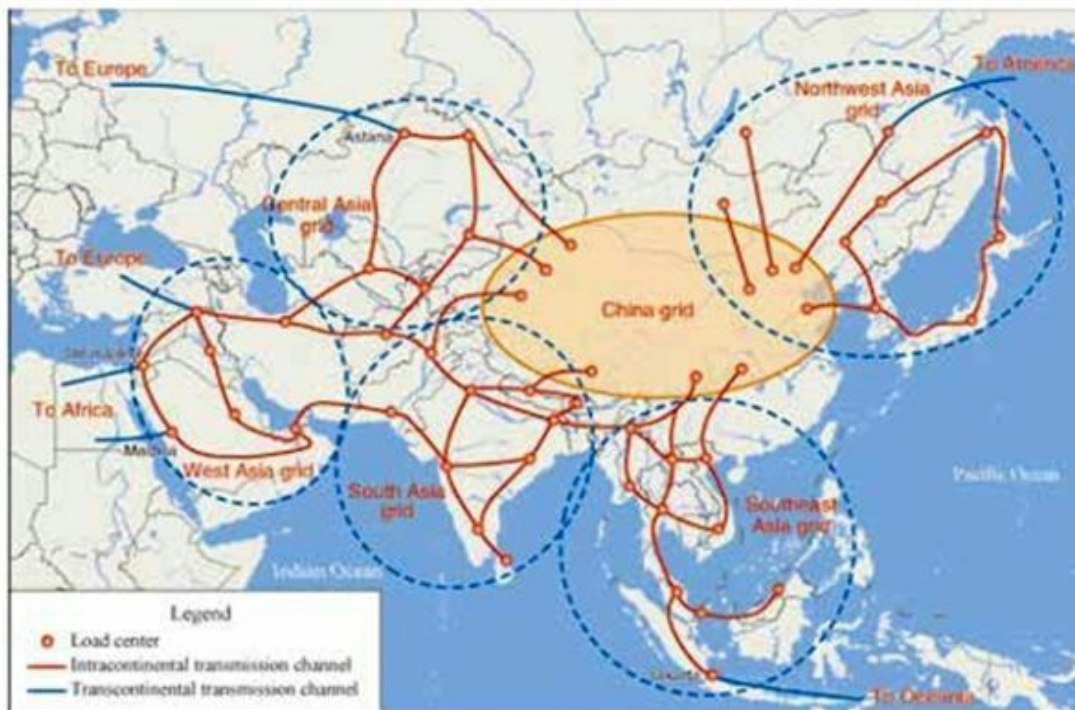 To Europe
To America
Northwest Asia
grid
Astana
Central Asia
grid
To Europe
China grid
To Africa
Medina
West Asia grid
South Asia
grid
Southeast
Asia grid
Pacific Ocean
Indian Ocean
Legend
Load center
Intracontinental transmission channel
Transcontinental transmission channel
Jakarta
To Oceania